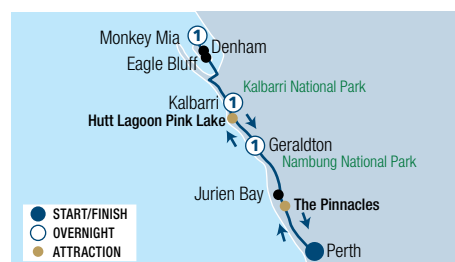 Monkey Mia
1
Denham
Eagle Bluff
Kalbarri National Park
Kalbarri
1
Hutt Lagoon Pink Lake
1
Geraldton
Nambung National Park
Jurien Bay
The Pinnacles
START/FINISH
1 OVERNIGHT
ATTRACTION
Perth